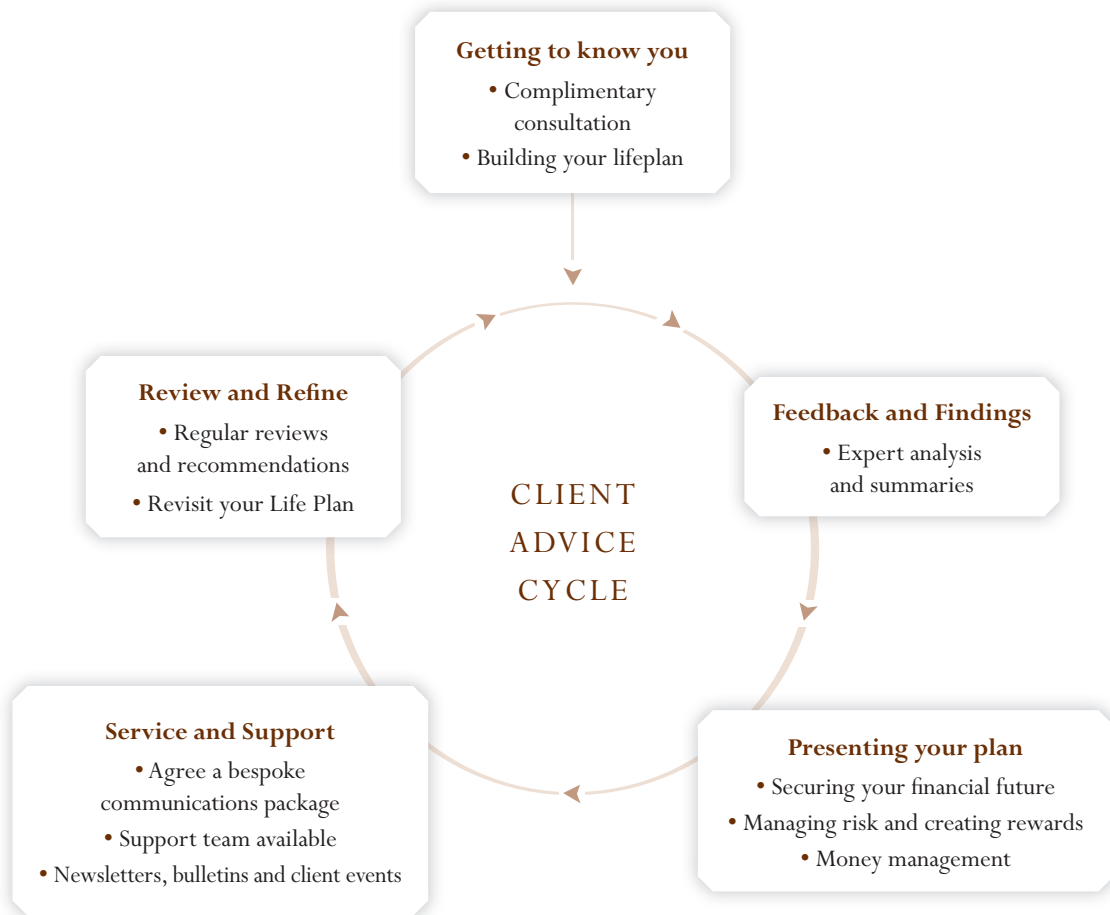 Getting to know you
• Complimentary
consultation
• Building your lifeplan
Review and Refine
• Regular reviews
and recommendations
• Revisit your Life Plan
Feedback and Findings
• Expert analysis
and summaries
CLIENT
ADVICE
CYCLE
Service and Support
• Agree a bespoke
communications package
• Support team available
• Newsletters, bulletins and client events
Presenting your plan
• Securing your financial future
• Managing risk and creating rewards
• Money management